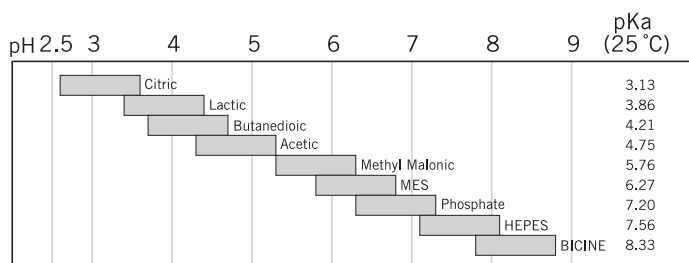 pKa
pH 2.5 3 4 5 6 7 8 9 (25 °C)
Citric 3.13
Lactic 3.86
Butanedioic 4.21
Acetic 4.75
Methyl Malonic 5.76
MES 6.27
Phosphate 7.20
HEPES 7.56
BICINE 8.33